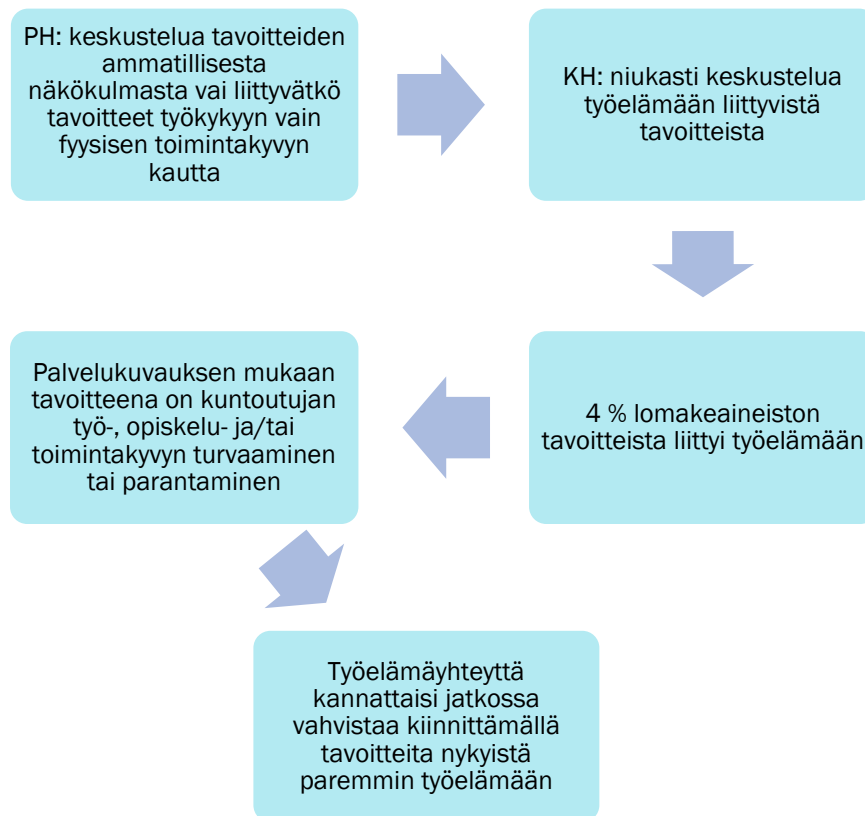 PH: keskustelua tavoitteiden
ammatillisesta
näkökulmasta vai liittyvätkö
tavoitteet työkykyyn vain
fyysisen toimintakyvyn
kautta
KH: niukasti keskustelua
työelämään liittyvistä
tavoitteista
4 % lomakeaineiston
tavoitteista liittyi työelämään
Palvelukuvauksen mukaan
tavoitteena on kuntoutujan
työ-, opiskelu- ja/tai
toimintakyvyn turvaaminen
tai parantaminen
Työelämäyhteyttä
kannattaisi jatkossa
vahvistaa kiinnittämällä
tavoitteita nykyistä
paremmin työelämään